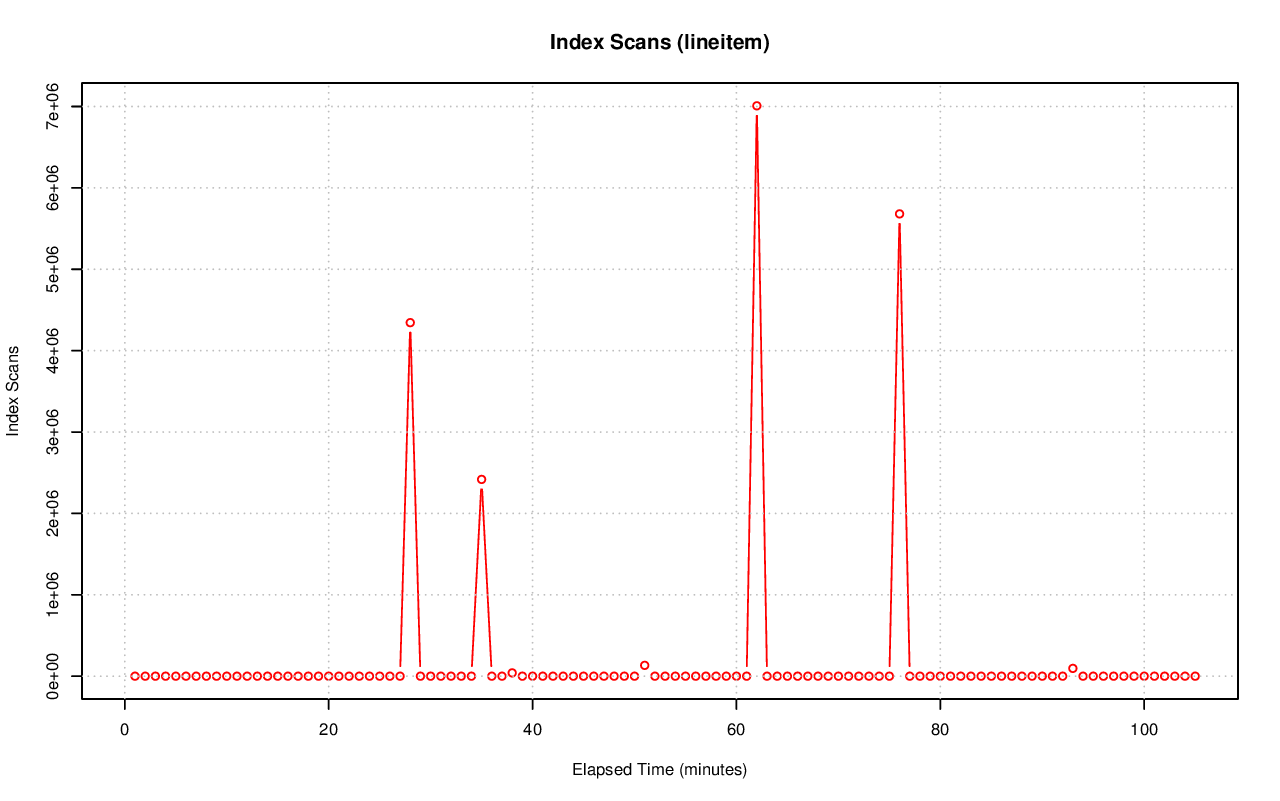 Index Scans (lineitem)
Index Scans
7e+06
6e+06
5e+06
4e+06
3e+06
2e+06
1e+06
0e+00
0 20 40 60 80 100
Elapsed Time (minutes)